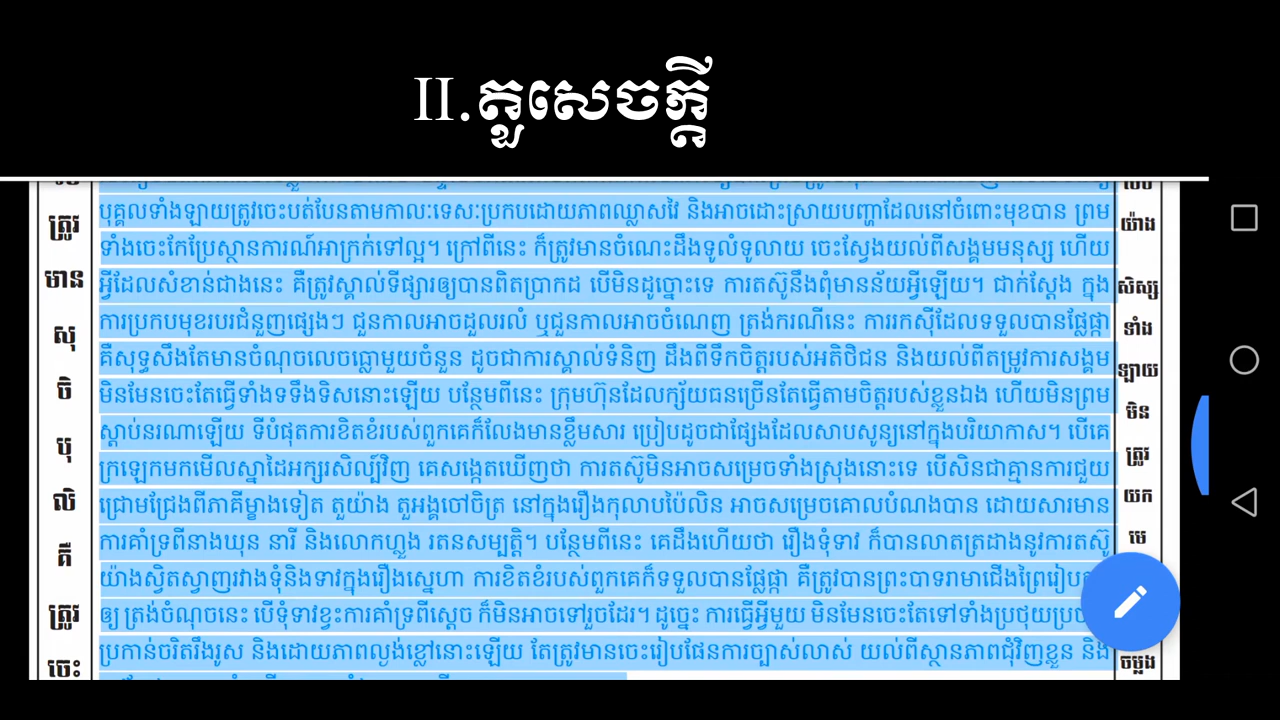 II.តួសេចក្តី
បុគ្គលទាំងឡាយត្រូវចេះបត់បែនតាមកាលៈទេសៈប្រកបដោយភាពឈ្លាសវៃ និងអាចដោះស្រាយបញ្ហាដែលនៅចំពោះមុខបាន ព្រម
ទាំងចេះកែប្រែស្ថានការណ៍អាក្រក់ទៅល្អ។ ក្រៅពីនេះ ក៏ត្រូវមានចំណេះដឹងទូលំទូលាយ ចេះស្វែងយល់ពីសង្គមមនុស្ស ហើយ
អ្វីដែលសំខាន់ជាងនេះ គឺត្រូវស្គាល់ទីផ្សារឲ្យបានពិតប្រាកដ បើមិនដូច្នោះទេ ការតស៊ូនឹងពុំមានន័យអ្វីឡើយ។ ជាក់ស្តែង ក្នុង
ការប្រកបមុខរបរជំនួញផ្សេងៗ ជួនកាលអាចដួលរលំ ឬជួនកាលអាចចំណេញ ត្រង់ករណីនេះ ការរកស៊ីដែលទទួលបានផ្លែផ្កា
គឺសុទ្ធសឹងតែមានចំណុចលេចធ្លោមួយចំនួន ដូចជាការស្គាល់ទំនិញ ដឹងពីទឹកចិត្តរបស់អតិថិជន និងយល់ពីតម្រូវការសង្គម
មិនមែនចេះតែធ្វើទាំងទទឹងទិសនោះឡើយ បន្ថែមពីនេះ ក្រុមហ៊ុនដែលក្ស័យធនច្រើនតែធ្វើតាមចិត្តរបស់ខ្លួនឯង ហើយមិនព្រម
ស្តាប់នរណាឡើយ ទីបំផុតការខិតខំរបស់ពួកគេក៏លែងមានខ្លឹមសារ ប្រៀបដូចជាផ្សែងដែលសាបសូន្យនៅក្នុងបរិយាកាស។ បើគេ
ក្រឡេកមកមើលស្នាដៃអក្សរសិល្ប៍វិញ គេសង្កេតឃើញថា ការតស៊ូមិនអាចសម្រេចទាំងស្រុងនោះទេ បើសិនជាគ្មានការជួយ
ជ្រោមជ្រែងពីភាគីម្ខាងទៀត តួយ៉ាង តួអង្គចៅចិត្រ នៅក្នុងរឿងកុលាបប៉ៃលិន អាចសម្រេចគោលបំណងបាន ដោយសារមាន
ការគាំទ្រពីនាងឃុន នារី និងលោកហ្លួង រតនសម្បត្តិ។ បន្ថែមពីនេះ គេដឹងហើយថា រឿងទុំទាវ ក៏បានលាតត្រដាងនូវការតស៊ូ
យ៉ាងស្វិតស្វាញរវាងទុំនិងទាវក្នុងរឿងស្នេហា ការខិតខំរបស់ពួកគេក៏ទទួលបានផ្លែផ្កា គឺត្រូវបានព្រះបាទរាមាជើងព្រៃរៀប
ឲ្យ ត្រង់ចំណុចនេះ បើទុំទាវខ្វះការគាំទ្រពីស្តេច ក៏មិនអាចទៅរួចដែរ។ ដូច្នេះ ការធ្វើអ្វីមួយ មិនមែនចេះតែទៅទាំងប្រថុយ
ប្រកាន់ចរិតរឹងរូស និងដោយភាពល្ងង់ខ្លៅនោះឡើយ តែត្រូវមានចេះរៀបផែនការច្បាស់លាស់ យល់ពីស្ថានភាពជុំវិញខ្លួន និង
ត្រូវ
មាន
សុ
ចិ
បុ
លិ
គឺ
ត្រូវ
ចេះ
យ៉ាង
សិស្ស
ទាំង
ឡាយ
មិន
ត្រូវ
យក
មេ
ចម្លង